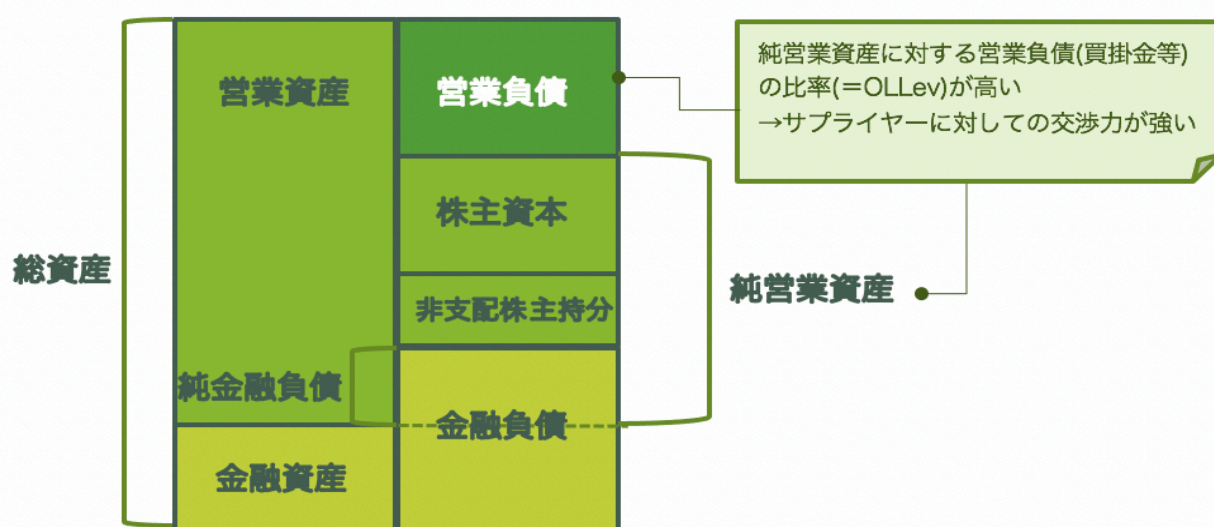 営業資産
営業負債
純営業資産に対する営業負債(買掛金等)
の比率(＝OLLev)が高い
→サプライヤーに対しての交渉力が強い
株主資本
総資産
純営業資産
非支配株主持分
純金融負債
金融負債
金融資産